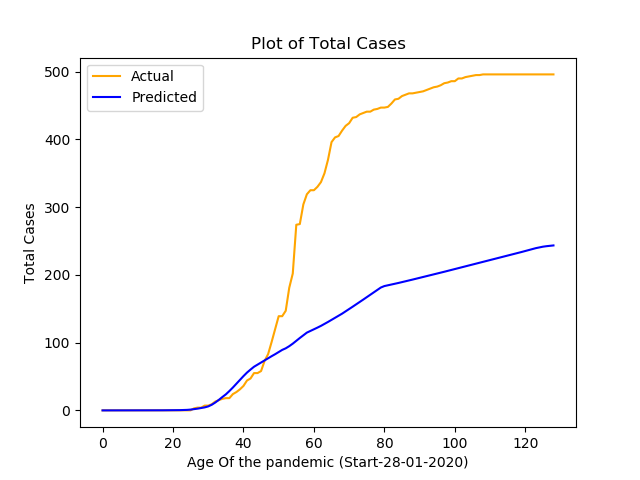 Plot of Total Cases
Actual
Predicted
500
400
300
200
100
0
Total Cases
0 20 40 60 80 100 120
Age Of the pandemic (Start-28-01-2020)